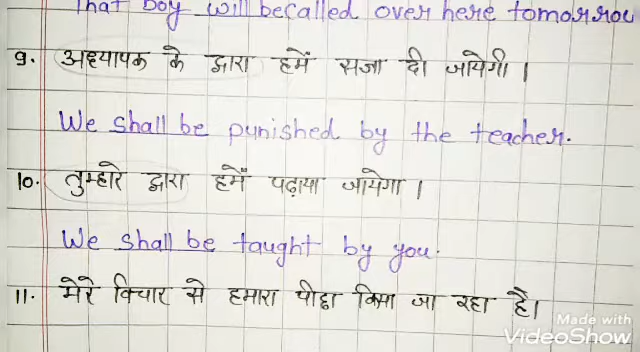 That boy will be called over here tomorrow
9. अध्यापक के द्वारा हमें सजा दी जायेगी ।
We shall be punished by the teacher.
10. तुम्हारे द्वारा हमें पढ़ाया जायेगा ।
We shall be taught by you.
11. मेरे विचार से हमारा पीछा किया जा रहा है।
Made with
VideoShow